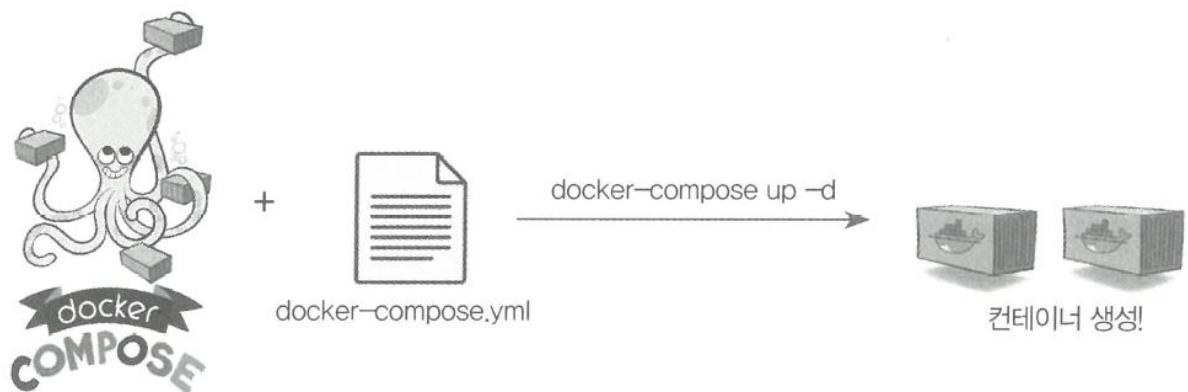 docker
COMPOSE
+
docker-compose.yml
docker-compose up -d
컨테이너 생성!